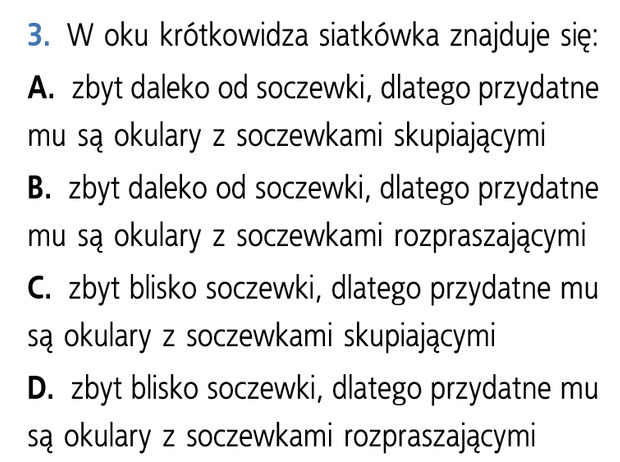 3. W oku krótkowidza siatkówka znajduje się:
A. zbyt daleko od soczewki, dlatego przydatne
mu są okulary z soczewkami skupiającymi
B. zbyt daleko od soczewki, dlatego przydatne
mu są okulary z soczewkami rozpraszającymi
C. zbyt blisko soczewki, dlatego przydatne mu
są okulary z soczewkami skupiającymi
D. zbyt blisko soczewki, dlatego przydatne mu
są okulary z soczewkami rozpraszającymi